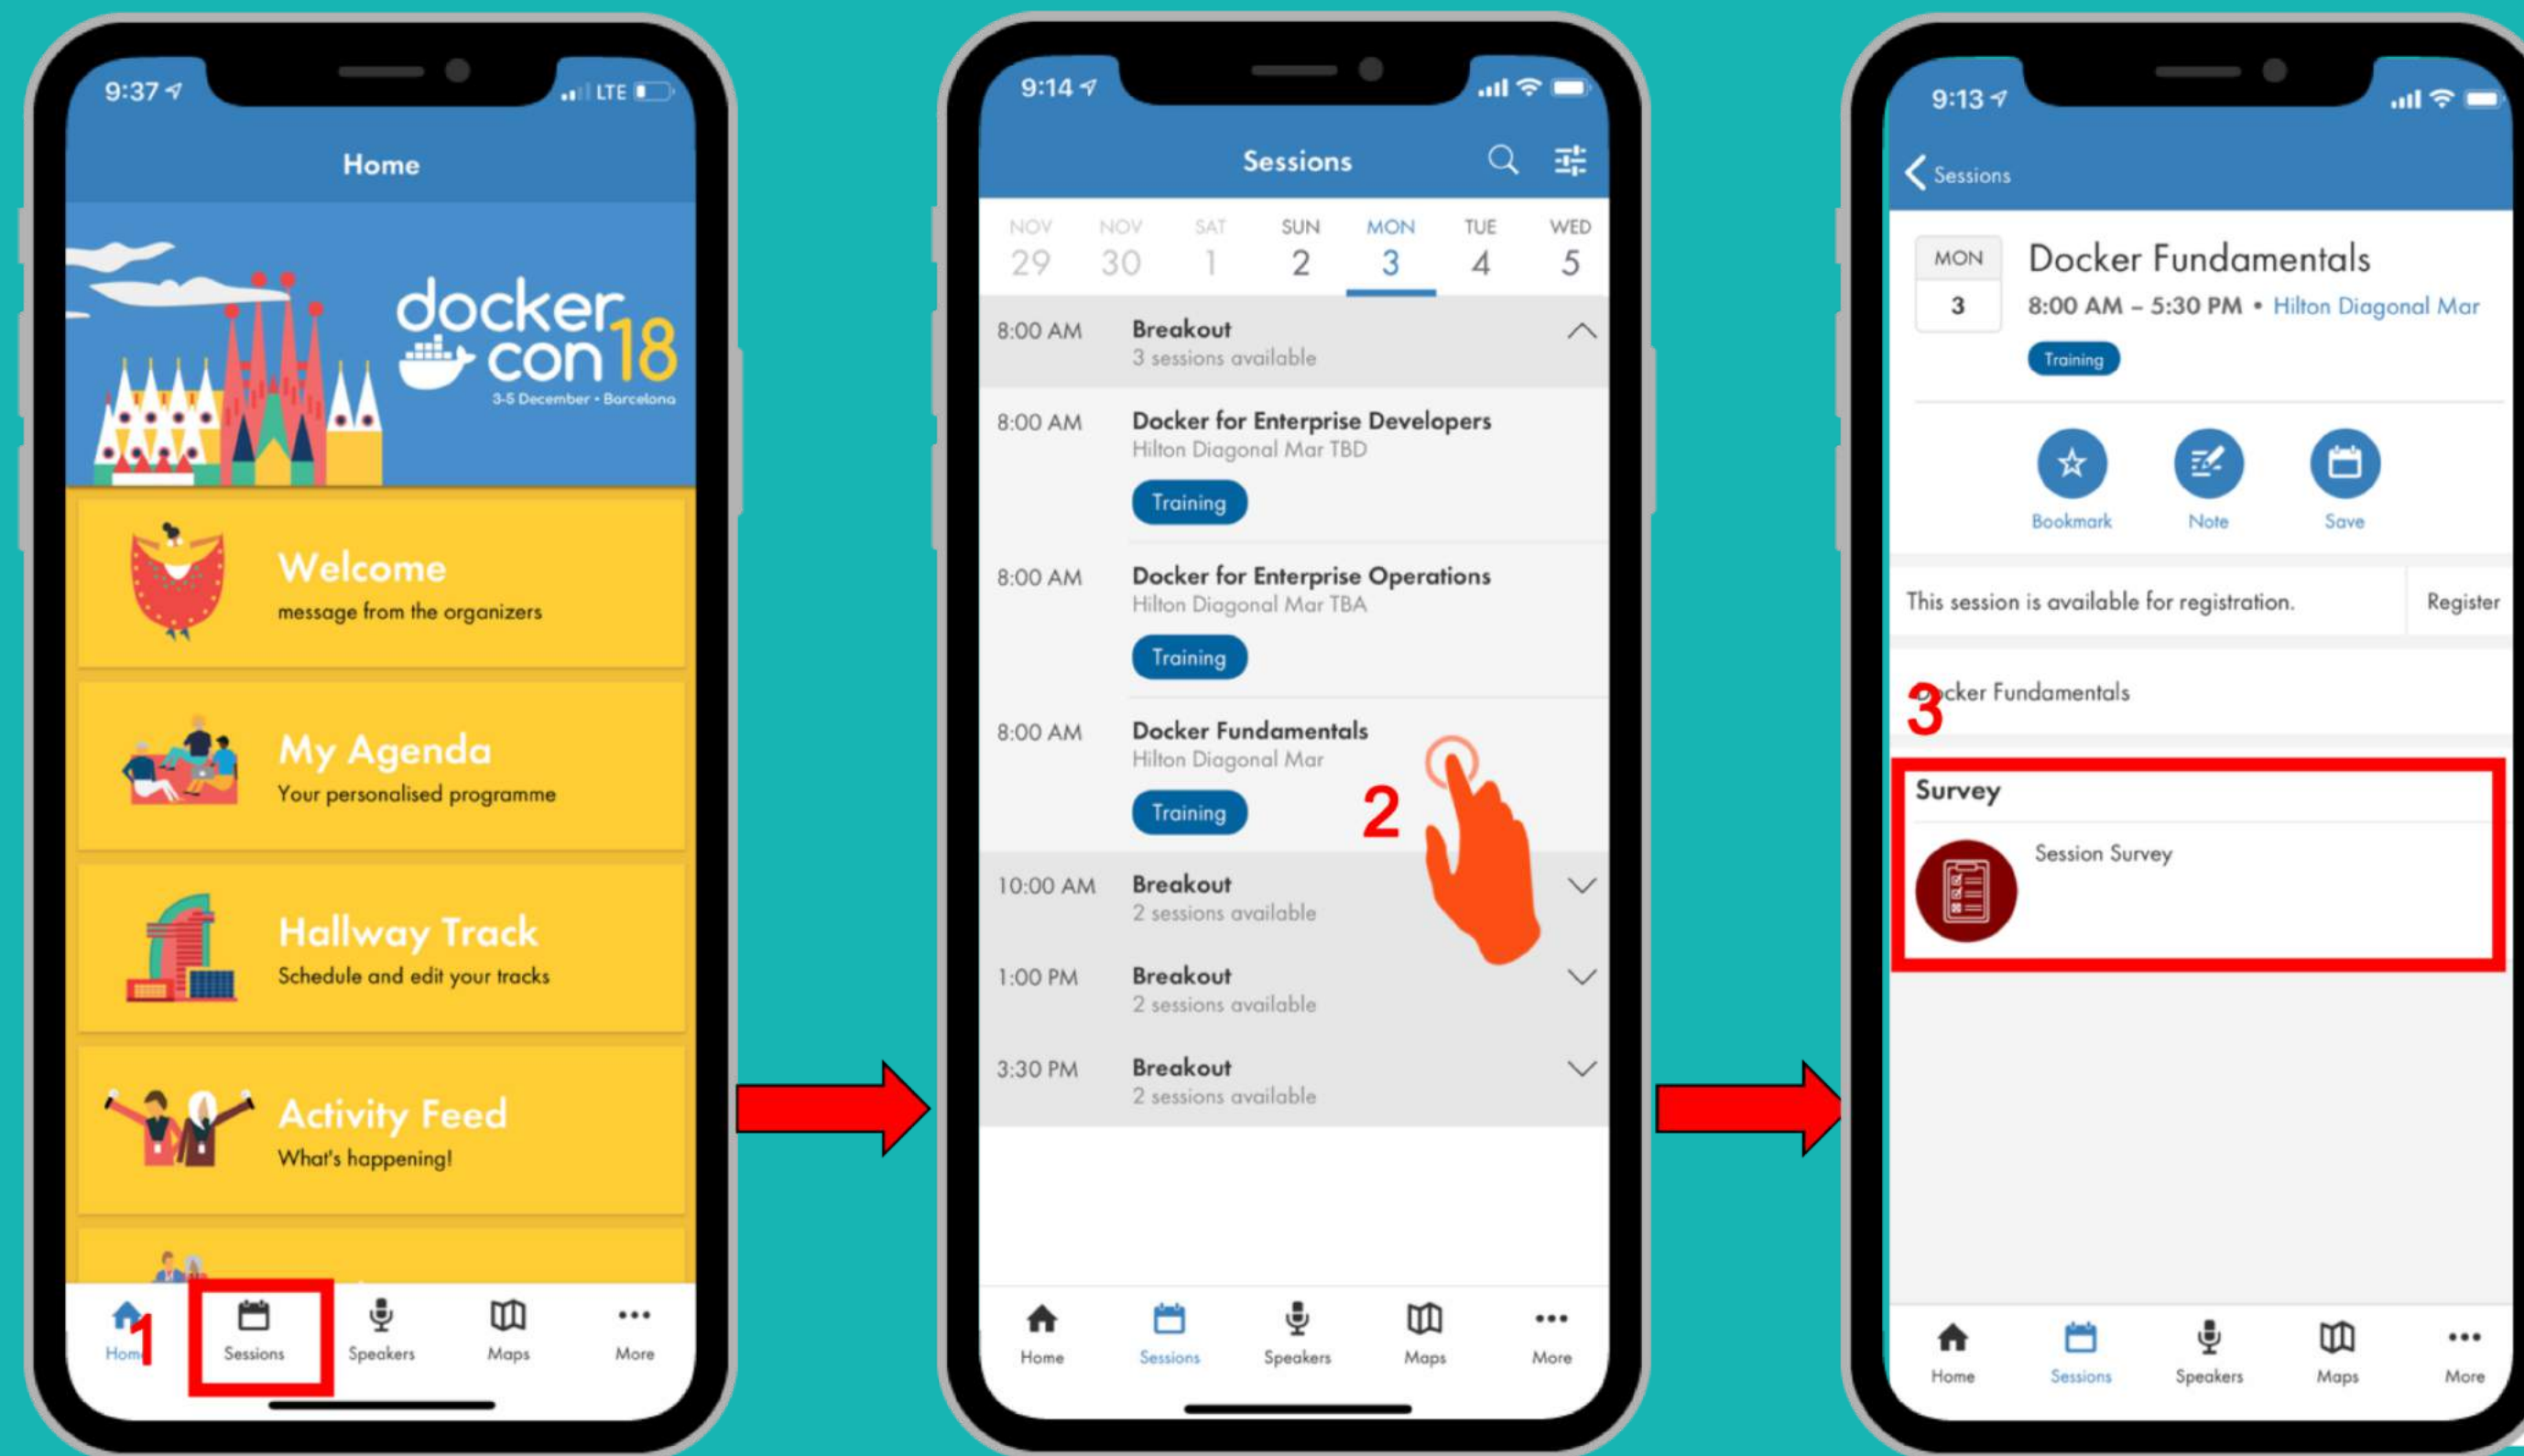 9:37
LTE
Home
docker
con18
3-5 December • Barcelona
Welcome
message from the organizers
My Agenda
Your personalised programme
Hallway Track
Schedule and edit your tracks
Activity Feed
What's happening!
1
Home
Sessions
Speakers
Maps
More
9:14
Sessions
NOV NOV SAT SUN MON TUE WED
29 30 1 2 3 4 5
8:00 AM Breakout
3 sessions available
8:00 AM Docker for Enterprise Developers
Hilton Diagonal Mar TBD
Training
8:00 AM Docker for Enterprise Operations
Hilton Diagonal Mar TBA
Training
8:00 AM Docker Fundamentals
Hilton Diagonal Mar
Training
2
10:00 AM Breakout
2 sessions available
1:00 PM Breakout
2 sessions available
3:30 PM Breakout
2 sessions available
Home Sessions Speakers Maps More
9:13
Sessions
MON
3
Docker Fundamentals
8:00 AM – 5:30 PM • Hilton Diagonal Mar
Training
Bookmark Note Save
This session is available for registration. Register
Docker Fundamentals
3
Survey
Session Survey
Home Sessions Speakers Maps More